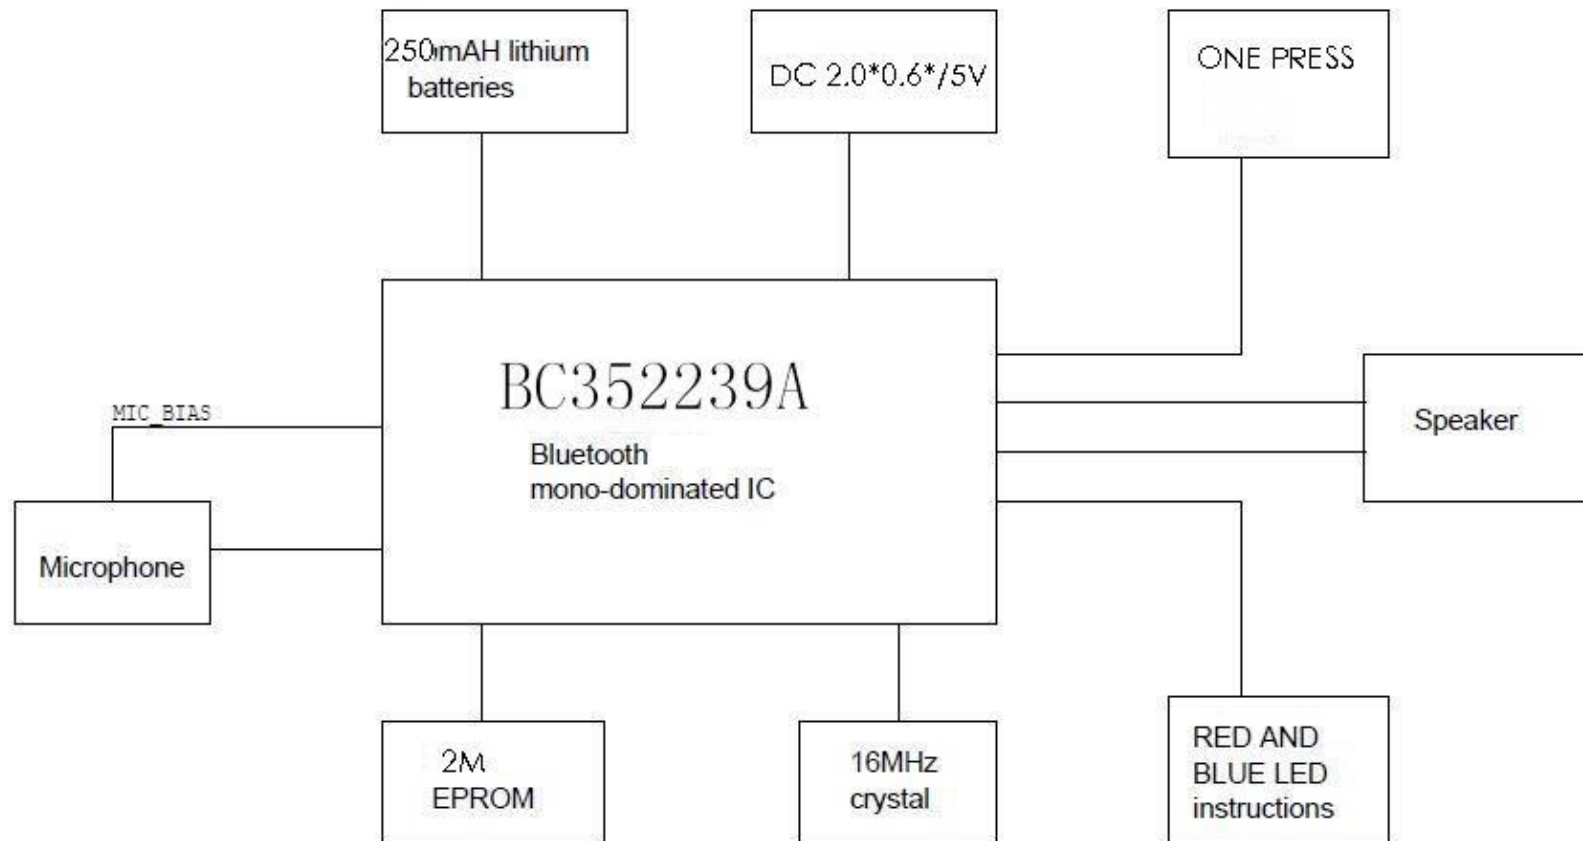 250mAH lithium
batteries
DC 2.0*0.6*/5V
ONE PRESS
BC352239A
Bluetooth
mono-dominated IC
MIC_BIAS
Microphone
Speaker
2M
EPROM
16MHz
crystal
RED AND
BLUE LED
instructions